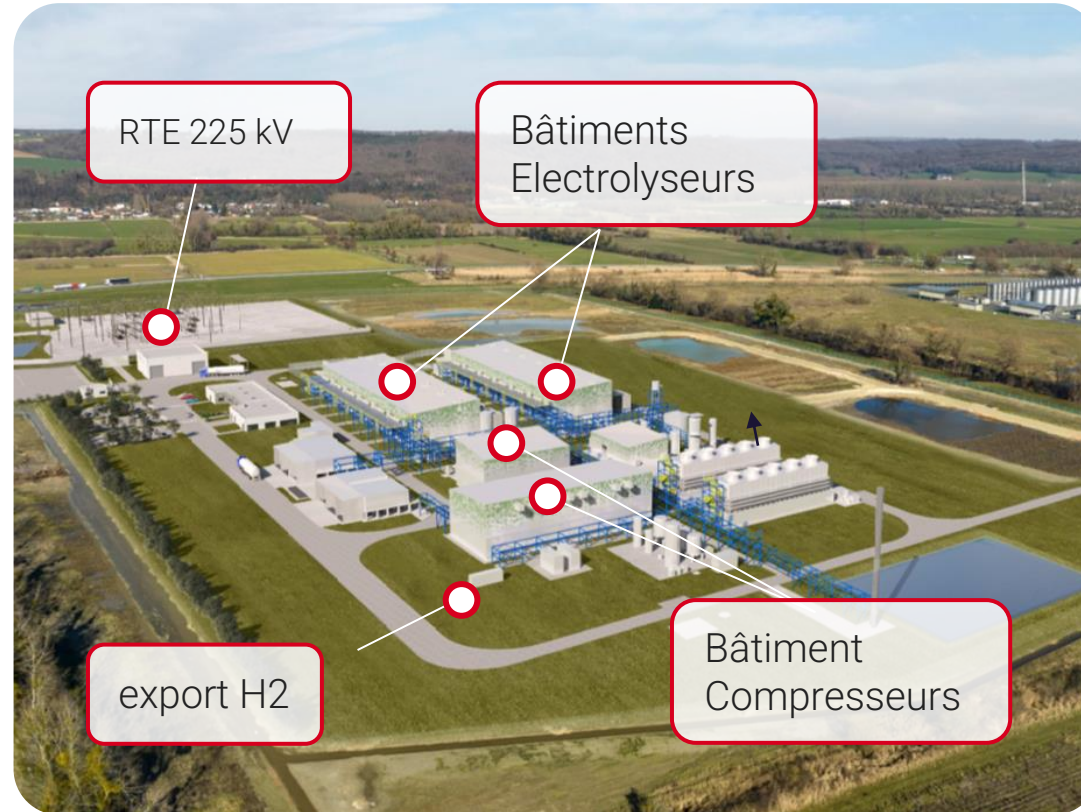 RTE 225 kV
Bâtiments
Electrolyseurs
export H2
Bâtiment
Compresseurs